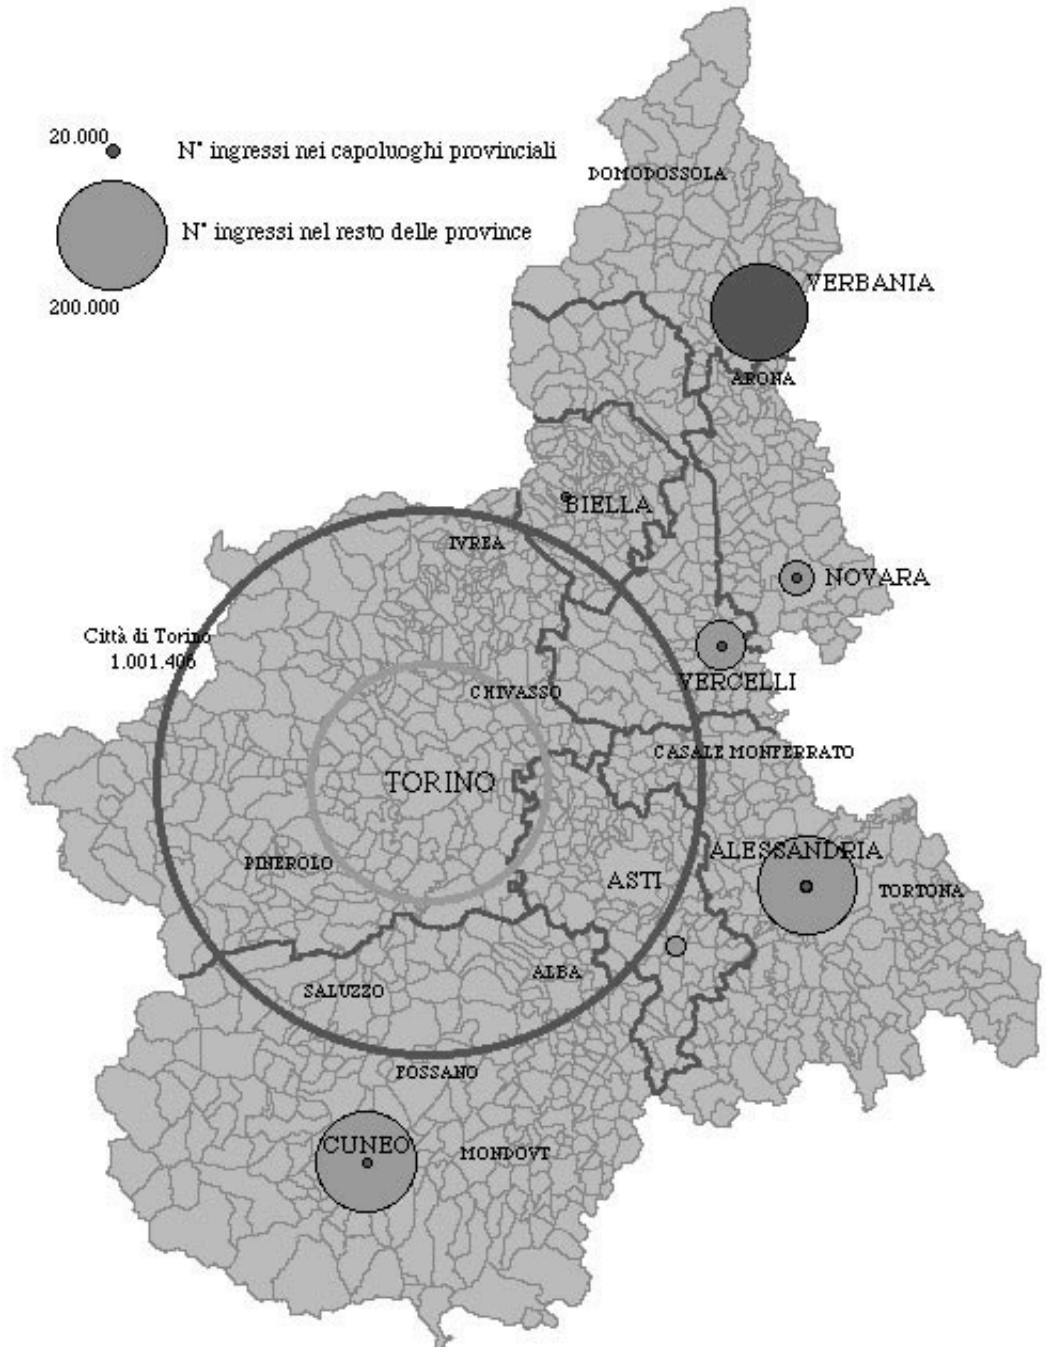 20.000
N° ingressi nei capoluoghi provinciali
N° ingressi nel resto delle province
200.000
DOMODOSSOLA
VERBANIA
ARONA
BIELLA
IVREA
NOVARA
Città di Torino
1.001.406
CHIVASSO
VERCELLI
CASALE MONFERRATO
TORINO
ALESSANDRIA
PINEROLO
ASTI
TORTONA
ALBA
SALUZZO
FOSSANO
CUNEO
MONDOVI